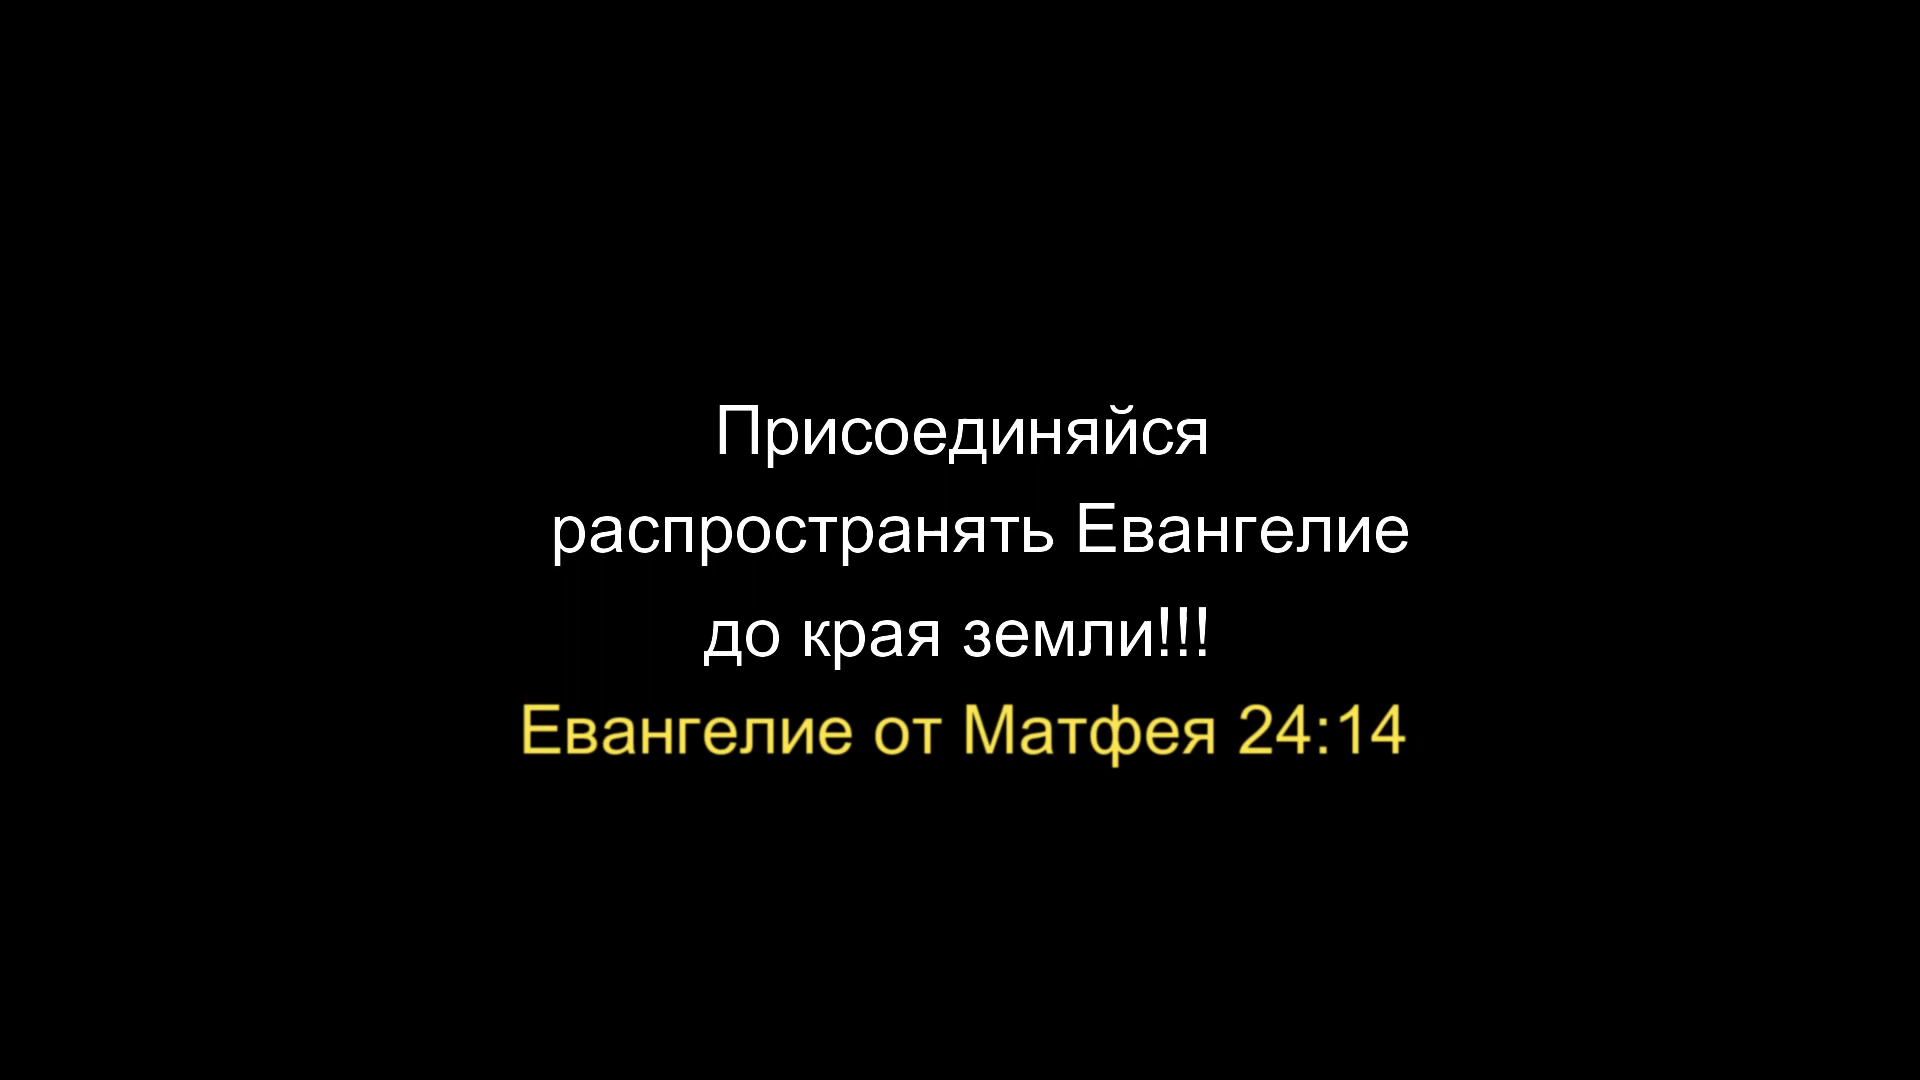 Присоединяйся
распространять Евангелие
до края земли!!!
Евангелие от Матфея 24:14